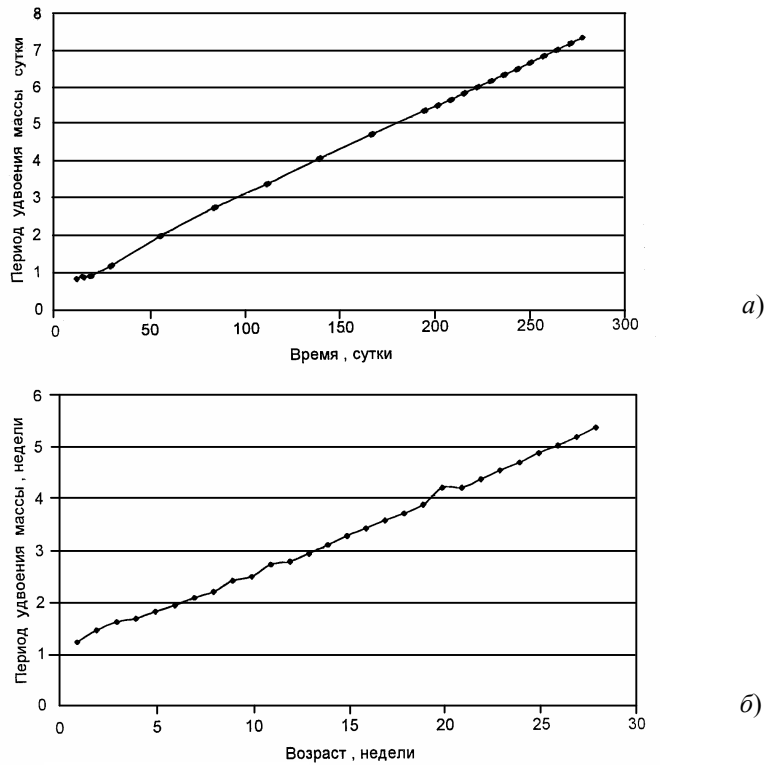 Период удвоения массы сутки
8
7
6
5
4
3
2
1
0
0 50 100 150 200 250 300
Время , сутки
а)
Период удвоения массы , недели
6
5
4
3
2
1
0
0 5 10 15 20 25 30
Возраст , недели
б)